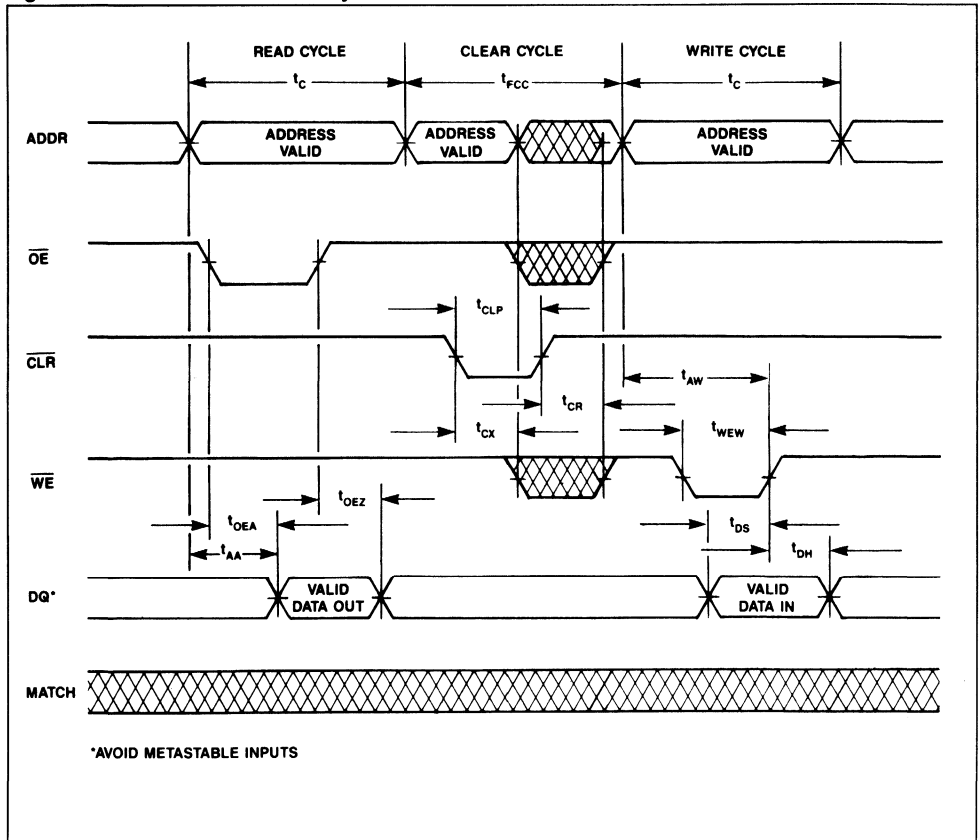 READ CYCLE CLEAR CYCLE WRITE CYCLE
tC tFCC tC
ADDR ADDRESS VALID ADDRESS VALID ADDRESS VALID
OE
tCLP
CLR
tAW
tCR
tCX tWEW
WE
tOEZ
tOEA tDS
tAA tDH
DQ* VALID DATA OUT VALID DATA IN
MATCH
*AVOID METASTABLE INPUTS